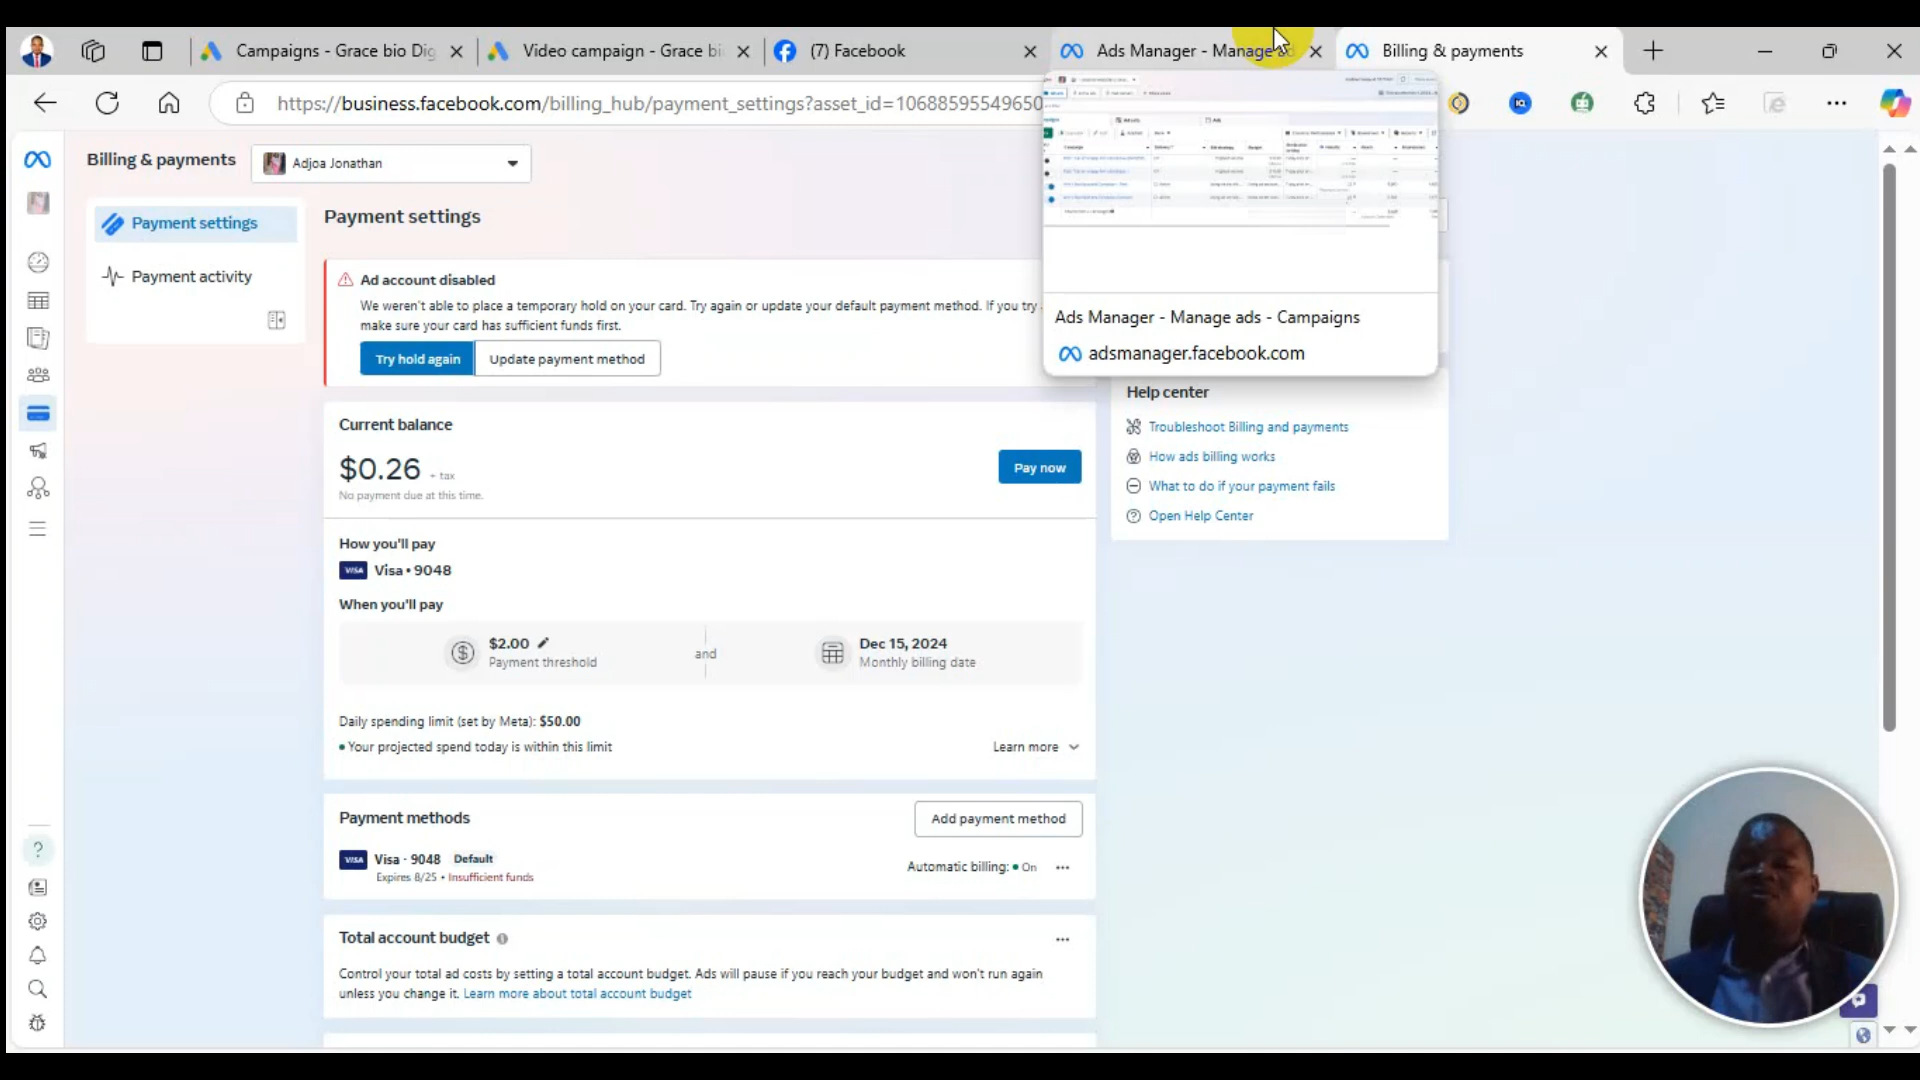 Campaigns - Grace bio Dig
Video campaign - Grace bi
(7) Facebook
Ads Manager - Manage ad
Billing & payments
https://business.facebook.com/billing_hub/payment_settings?asset_id=10688595549650
Billing & payments
Adjoa Jonathan
Payment settings
Payment activity
Payment settings
Ad account disabled
We weren't able to place a temporary hold on your card. Try again or update your default payment method. If you try
make sure your card has sufficient funds first.
Try hold again
Update payment method
Ads Manager - Manage ads - Campaigns
adsmanager.facebook.com
Current balance
$0.26 + tax
No payment due at this time.
Pay now
How you'll pay
VISA Visa • 9048
When you'll pay
$2.00
Payment threshold
and
Dec 15, 2024
Monthly billing date
Daily spending limit (set by Meta): $50.00
• Your projected spend today is within this limit
Learn more
Payment methods
Add payment method
VISA Visa · 9048 Default
Expires 8/25 • Insufficient funds
Automatic billing: • On
Total account budget
Control your total ad costs by setting a total account budget. Ads will pause if you reach your budget and won't run again
unless you change it. Learn more about total account budget
Help center
Troubleshoot Billing and payments
How ads billing works
What to do if your payment fails
Open Help Center